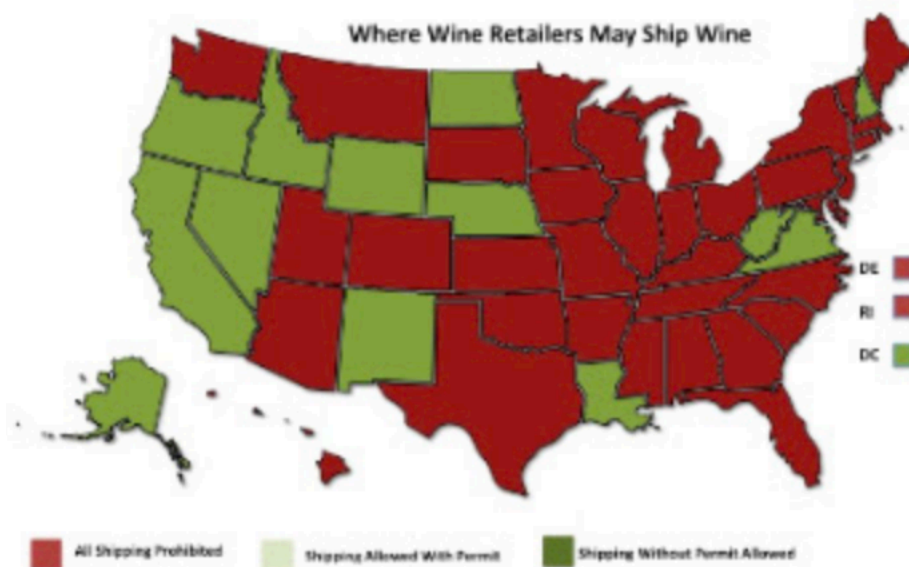 Where Wine Retailers May Ship Wine
DE
RI
DC
All Shipping Prohibited
Shipping Allowed With Permit
Shipping Without Permit Allowed